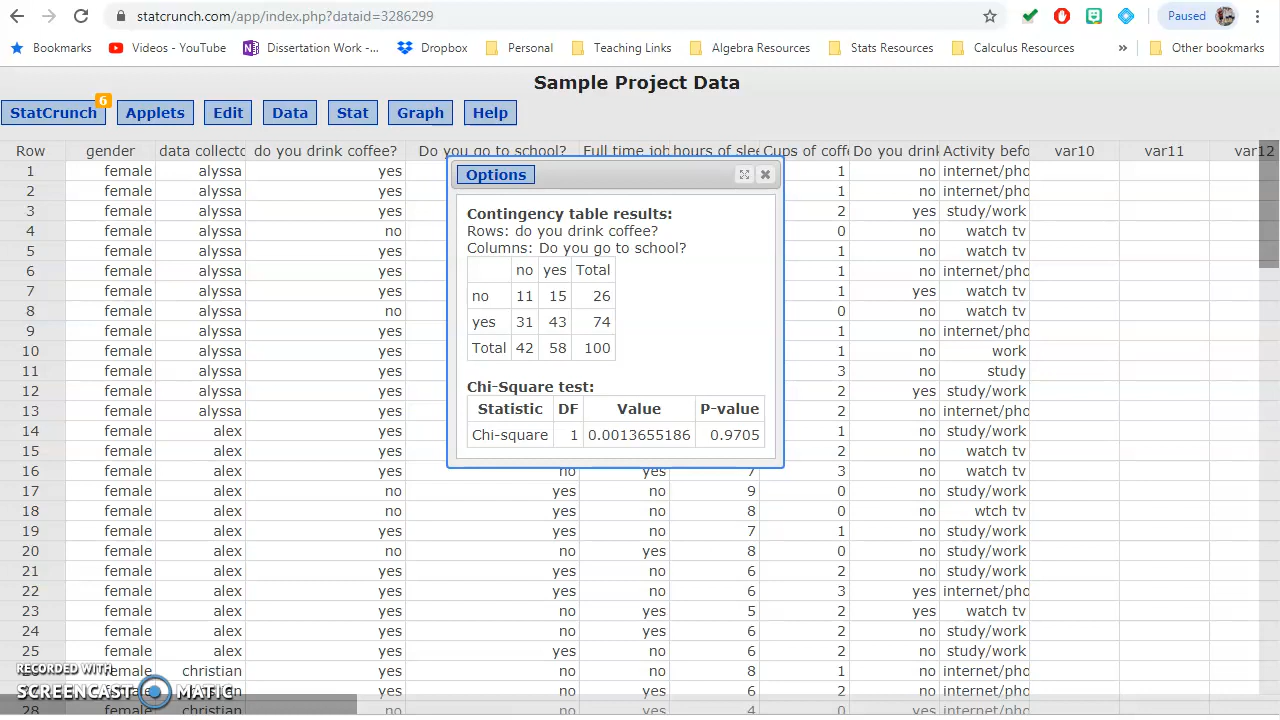 statcrunch.com/app/index.php?dataid=3286299
Paused
Bookmarks Videos - YouTube Dissertation Work -... Dropbox Personal Teaching Links Algebra Resources Stats Resources Calculus Resources » Other bookmarks
Sample Project Data
StatCrunch 6 Applets Edit Data Stat Graph Help
Row gender data collecto do you drink coffee? Do you go to school? Full time job hours of slee Cups of coffe Do you drink Activity befo var10 var11 var12
Options
Contingency table results:
Rows: do you drink coffee?
Columns: Do you go to school?
no yes Total
no 11 15 26
yes 31 43 74
Total 42 58 100
Chi-Square test:
Statistic DF Value P-value
Chi-square 1 0.0013655186 0.9705
1 female alyssa yes 1 no internet/pho
2 female alyssa yes 1 no internet/pho
3 female alyssa yes 2 yes study/work
4 female alyssa no 0 no watch tv
5 female alyssa yes 1 no watch tv
6 female alyssa yes 1 no internet/pho
7 female alyssa yes 1 yes watch tv
8 female alyssa no 0 no watch tv
9 female alyssa yes 1 no internet/pho
10 female alyssa yes 1 no work
11 female alyssa yes 3 no study
12 female alyssa yes 2 yes study/work
13 female alyssa yes 2 no internet/pho
14 female alex yes 1 no study/work
15 female alex yes 2 no watch tv
16 female alex yes no yes 7 3 no watch tv
17 female alex no yes no 9 0 no study/work
18 female alex no yes no 8 0 no wtch tv
19 female alex yes yes no 7 1 no study/work
20 female alex no no yes 8 0 no study/work
21 female alex yes yes no 6 2 no study/work
22 female alex yes yes no 6 3 yes internet/pho
23 female alex yes no yes 5 2 yes watch tv
24 female alex yes no yes 6 2 no study/work
25 female alex yes yes no 6 2 no study/work
female christian yes no no 8 1 no internet/pho
female christian yes no yes 6 2 no internet/pho
28 female christian no no yes 4 0 yes internet/pho
RECORDED WITH
SCREENCAST MATIC